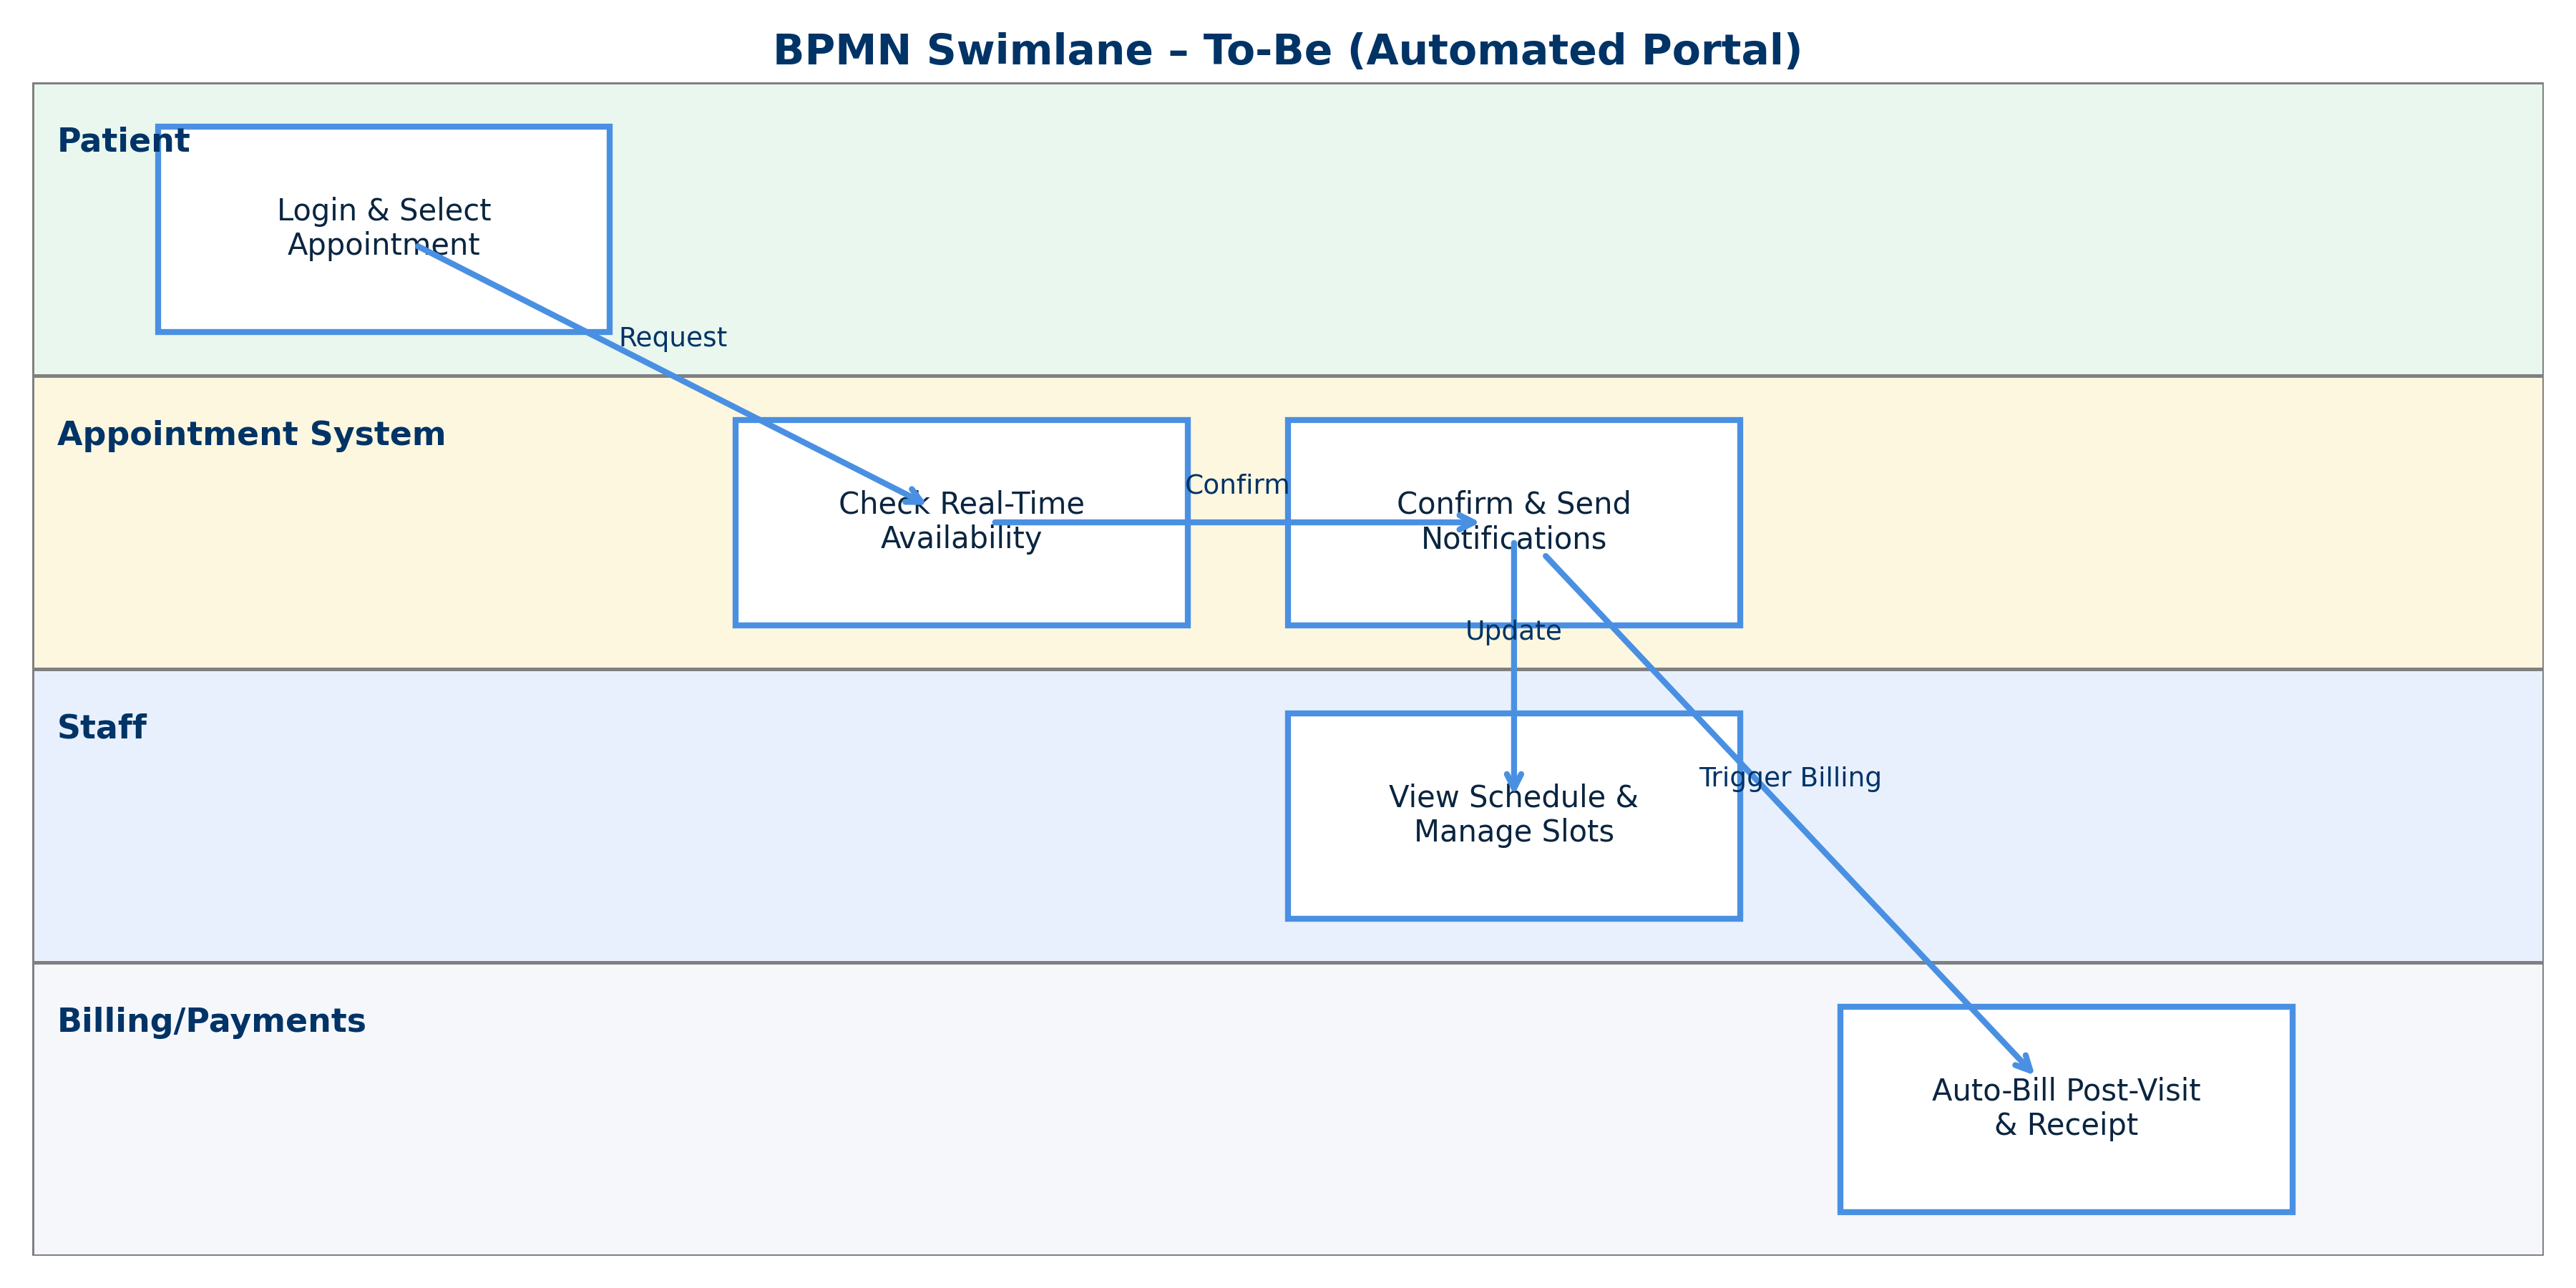 BPMN Swimlane – To-Be (Automated Portal)
Patient
Login & Select
Appointment
Request
Appointment System
Check Real-Time
Availability
Confirm
Confirm & Send
Notifications
Update
Staff
View Schedule &
Manage Slots
Trigger Billing
Billing/Payments
Auto-Bill Post-Visit
& Receipt